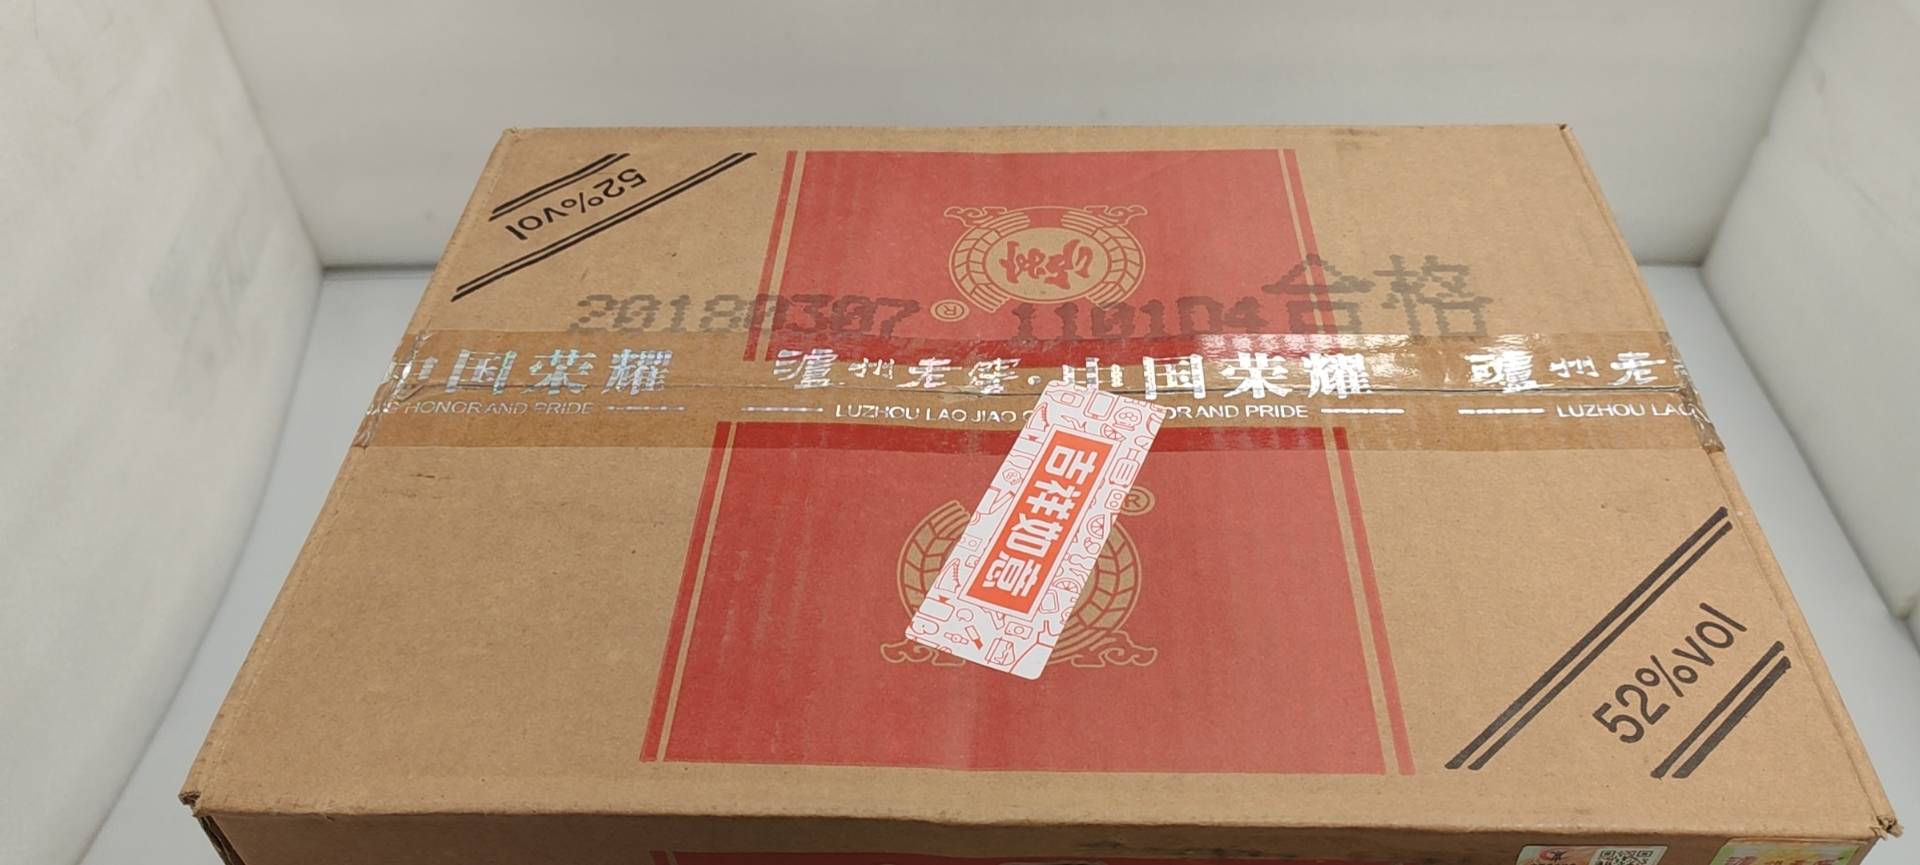 52%vol
®
20180307 110104合格
中国荣耀 泸州老窖·中国荣耀 泸州老
S HONOR AND PRIDE LUZHOU LAO JIAO OR AND PRIDE LUZHOU LAO
吉祥如意
®
52%vol